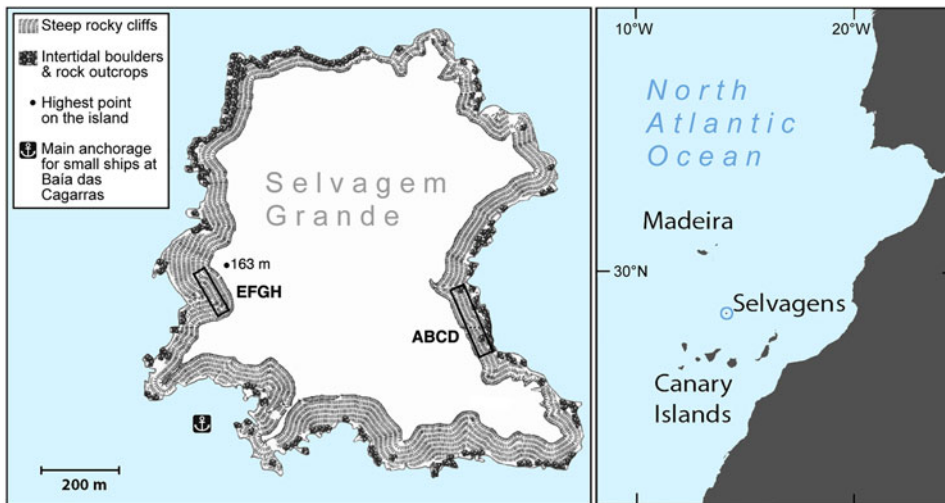 Steep rocky cliffs
Intertidal boulders
& rock outcrops
Highest point
on the island
Main anchorage
for small ships at
Baía das
Cagarras
Selvagem
Grande
163 m
EFGH
ABCD
200 m
10°W
20°W
North
Atlantic
Ocean
Madeira
30°N
Selvagens
Canary
Islands